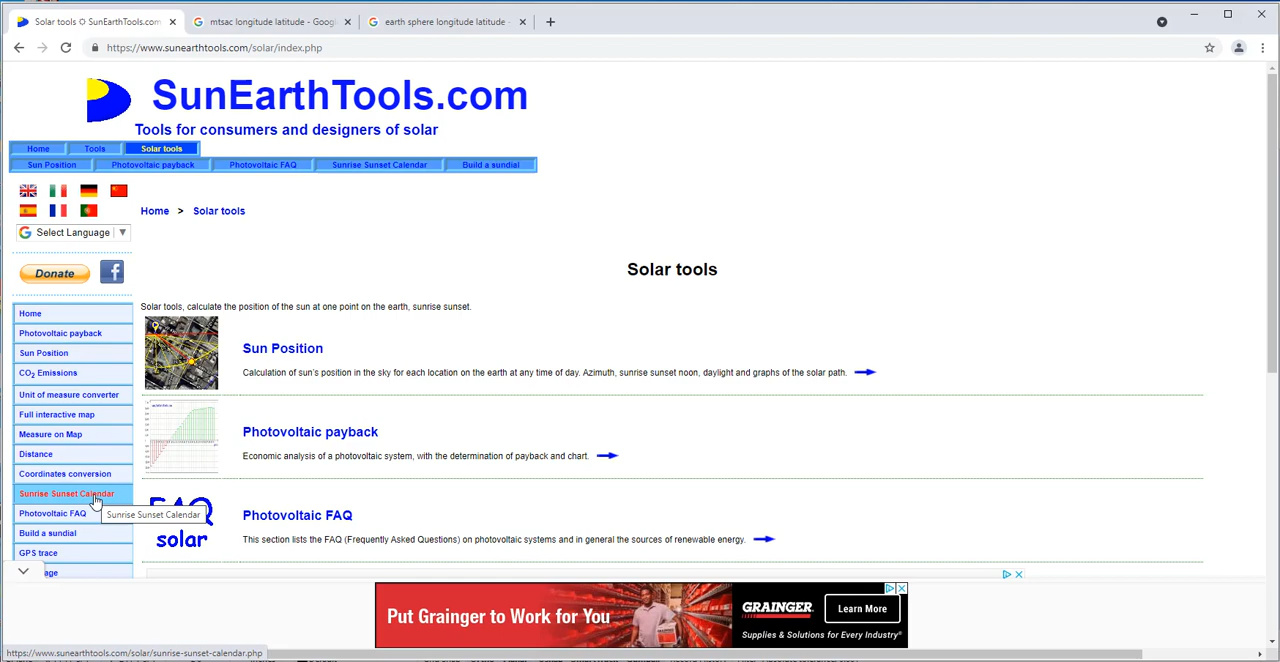 Solar tools ⵔ SunEarthTools.com
mtsac longitude latitude - Google
earth sphere longitude latitude -
https://www.sunearthtools.com/solar/index.php
SunEarthTools.com
Tools for consumers and designers of solar
Home Tools Solar tools
Sun Position Photovoltaic payback Photovoltaic FAQ Sunrise Sunset Calendar Build a sundial
Home > Solar tools
Select Language ▼
Donate
Solar tools
Solar tools, calculate the position of the sun at one point on the earth, sunrise sunset.
Home
Photovoltaic payback
Sun Position
CO2 Emissions
Unit of measure converter
Full interactive map
Measure on Map
Distance
Coordinates conversion
Sunrise Sunset Calendar
Photovoltaic FAQ
Build a sundial
GPS trace
age
Sunrise Sunset Calendar
Sun Position
Calculation of sun's position in the sky for each location on the earth at any time of day. Azimuth, sunrise sunset noon, daylight and graphs of the solar path.
Photovoltaic payback
Economic analysis of a photovoltaic system, with the determination of payback and chart.
FAQ
solar
Photovoltaic FAQ
This section lists the FAQ (Frequently Asked Questions) on photovoltaic systems and in general the sources of renewable energy.
Put Grainger to Work for You
GRAINGER
Learn More
Supplies & Solutions for Every Industry®
https://www.sunearthtools.com/solar/sunrise-sunset-calendar.php